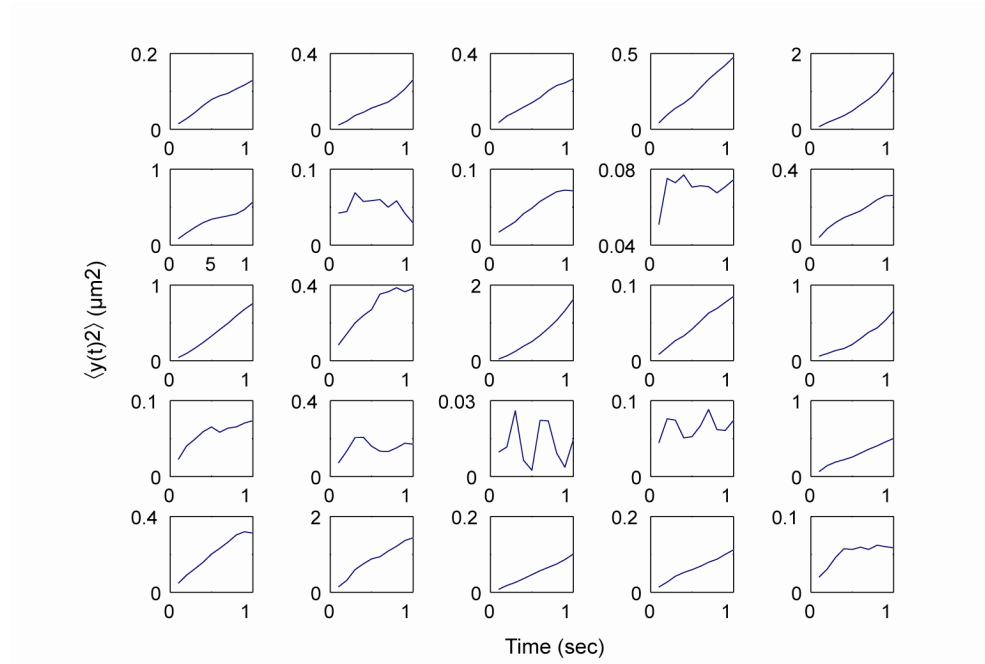 0.2 0.4 0.4 0.5 2
0 0 0 0 0
0 1 0 1 0 1 0 1 0 1
1 0.1 0.1 0.08 0.4
0 0 0 0.04 0
0 5 1 0 1 0 1 0 1 0 1
⟨y(t)2⟩ (µm2)
1 0.4 2 0.1 1
0 0 0 0 0
0 1 0 1 0 1 0 1 0 1
0.1 0.4 0.03 0.1 1
0 0 0 0 0
0 1 0 1 0 1 0 1 0 1
0.4 2 0.2 0.2 0.1
0 0 0 0 0
0 1 0 1 0 1 0 1 0 1
Time (sec)